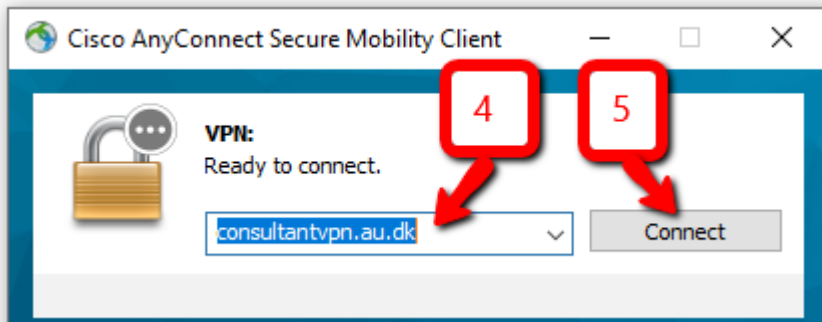 Cisco AnyConnect Secure Mobility Client
4
5
VPN:
Ready to connect.
consultantvpn.au.dk
Connect